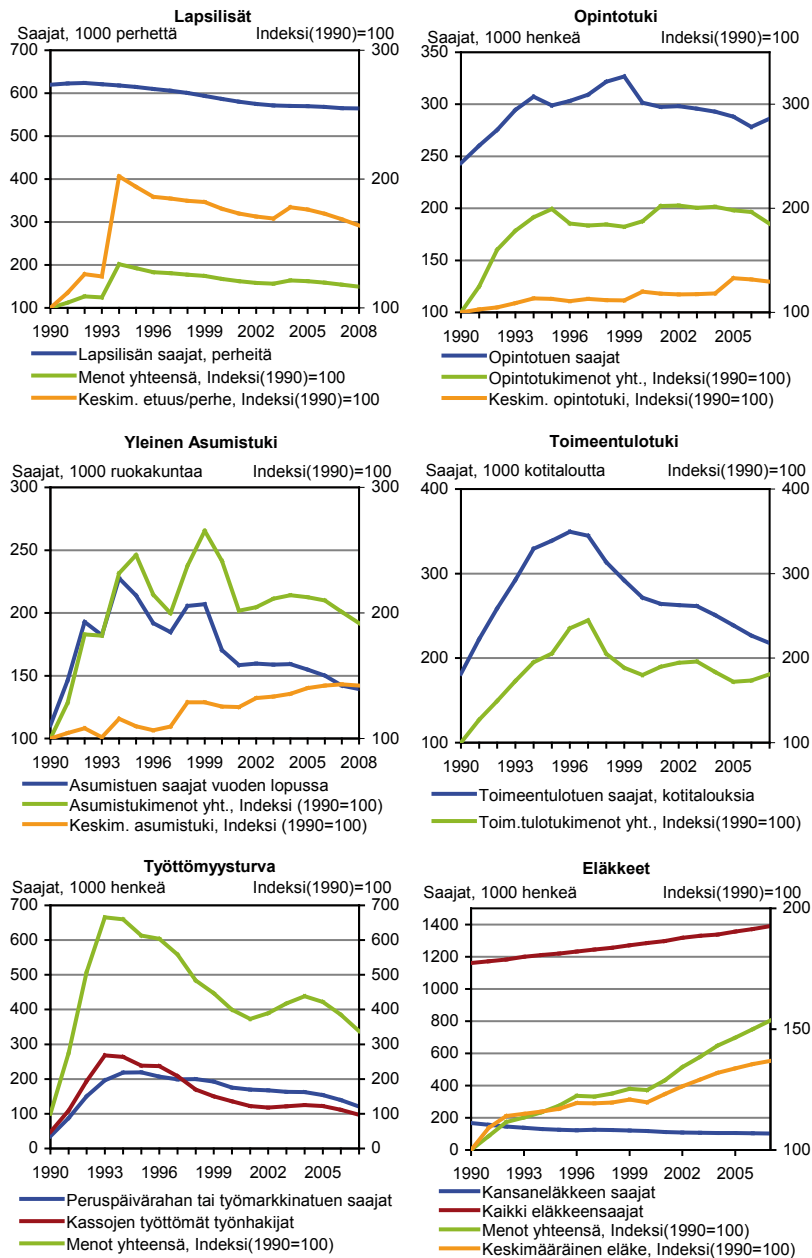 Lapsilisät
Saajat, 1000 perhettä Indeksi(1990)=100
700 300
600
500
400 200
300
200
100 100
1990 1993 1996 1999 2002 2005 2008
Lapsilisän saajat, perheitä
Menot yhteensä, Indeksi(1990)=100
Keskim. etuus/perhe, Indeksi(1990)=100
Opintotuki
Saajat, 1000 henkeä Indeksi(1990)=100
350
300 300
250
200 200
150
100 100
1990 1993 1996 1999 2002 2005
Opintotuen saajat
Opintotukimenot yht., Indeksi(1990=100)
Keskim. opintotuki, Indeksi(1990=100)
Yleinen Asumistuki
Saajat, 1000 ruokakuntaa Indeksi(1990)=100
300 300
250
200 200
150
100 100
1990 1993 1996 1999 2002 2005 2008
Asumistuen saajat vuoden lopussa
Asumistukimenot yht., Indeksi (1990=100)
Keskim. asumistuki, Indeksi (1990=100)
Toimeentulotuki
Saajat, 1000 kotitaloutta Indeksi(1990)=100
400 400
300 300
200 200
100 100
1990 1993 1996 1999 2002 2005
Toimeentulotuen saajat, kotitalouksia
Toim.tulotukimenot yht., Indeksi(1990=100)
Työttömyysturva
Saajat, 1000 henkeä Indeksi(1990)=100
700 700
600 600
500 500
400 400
300 300
200 200
100 100
0 0
1990 1993 1996 1999 2002 2005
Peruspäivärahan tai työmarkkinatuen saajat
Kassojen työttömät työnhakijat
Menot yhteensä, Indeksi(1990=100)
Eläkkeet
Saajat, 1000 henkeä Indeksi(1990)=100
200
1400
1200
1000
800 150
600
400
200
0 100
1990 1993 1996 1999 2002 2005
Kansaneläkkeen saajat
Kaikki eläkkeensaajat
Menot yhteensä, Indeksi(1990=100)
Keskimääräinen eläke, Indeksi(1990=100)